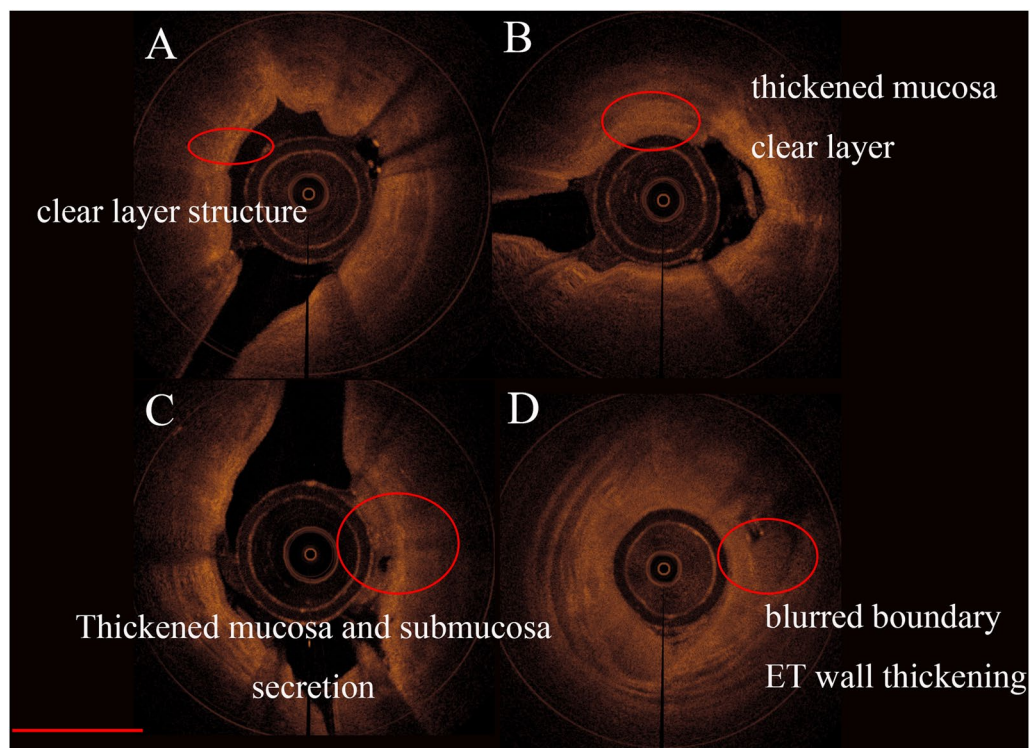 A
B
thickened mucosa
clear layer
clear layer structure
C
D
Thickened mucosa and submucosa
secretion
blurred boundary
ET wall thickening